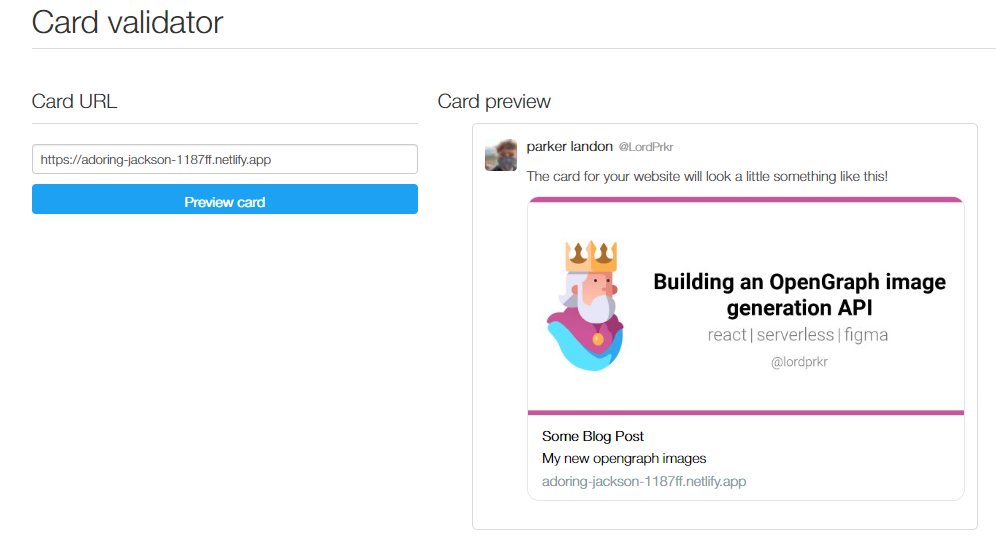 Card validator
Card URL
https://adoring-jackson-1187ff.netlify.app
Preview card
Card preview
parker landon @LordPrkr
The card for your website will look a little something like this!
Building an OpenGraph image
generation API
react | serverless | figma
@lordprkr
Some Blog Post
My new opengraph images
adoring-jackson-1187ff.netlify.app